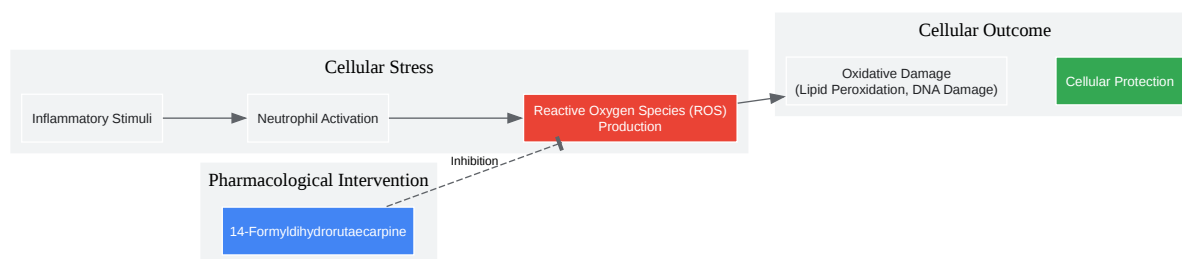 Cellular Outcome
Oxidative Damage
(Lipid Peroxidation, DNA Damage)
Cellular Protection
Cellular Stress
Inflammatory Stimuli
Neutrophil Activation
Reactive Oxygen Species (ROS)
Production
Inhibition
Pharmacological Intervention
14-Formyldihydrorutaecarpine